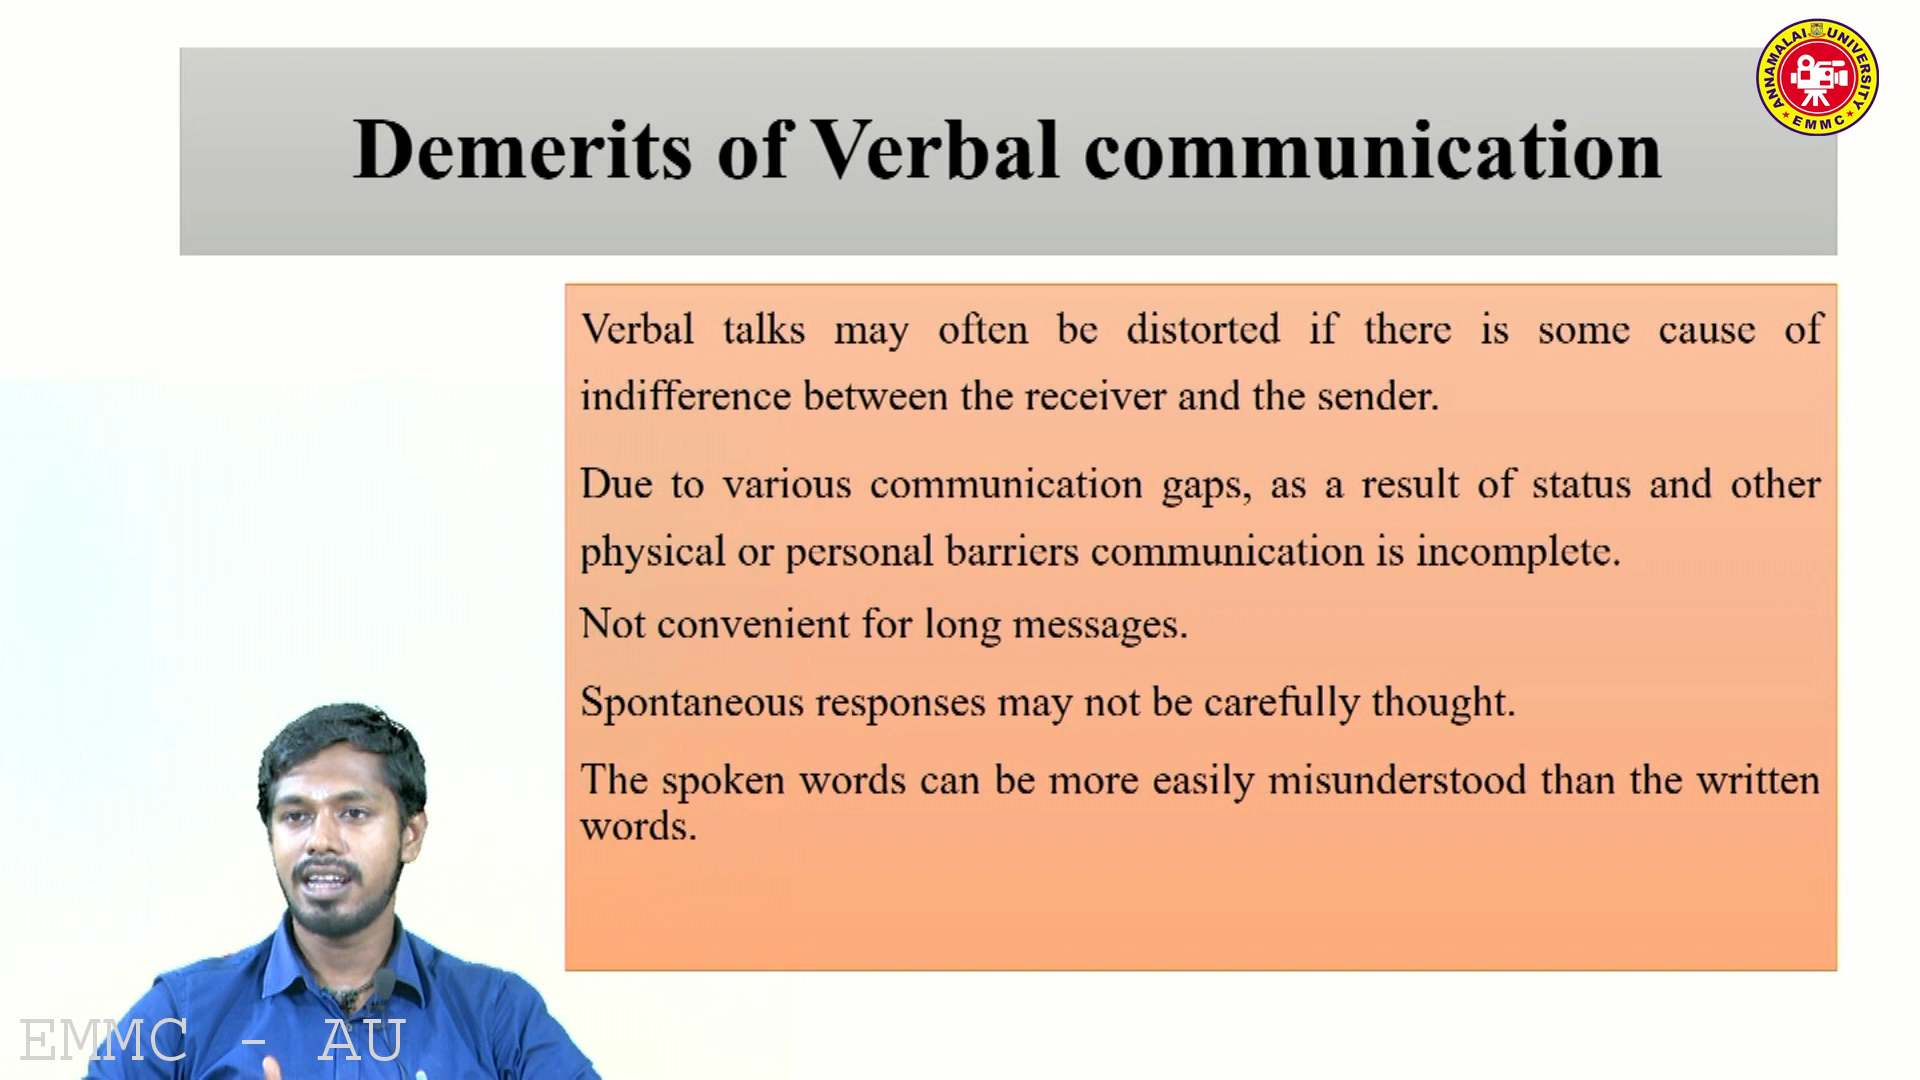 ANNAMALAI UNIVERSITY
EMMC
Demerits of Verbal communication
Verbal talks may often be distorted if there is some cause of
indifference between the receiver and the sender.
Due to various communication gaps, as a result of status and other
physical or personal barriers communication is incomplete.
Not convenient for long messages.
Spontaneous responses may not be carefully thought.
The spoken words can be more easily misunderstood than the written
words.
EMMC - AU